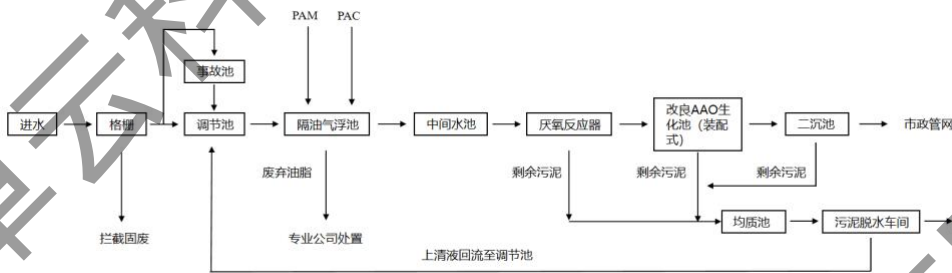 PAM PAC
事故池
进水
格栅
调节池
隔油气浮池
中间水池
厌氧反应器
改良AAO生
化池（装配
式）
二沉池
市政管网
废弃油脂
剩余污泥
剩余污泥
剩余污泥
均质池
污泥脱水车间
拦截固废
专业公司处置
上清液回流至调节池